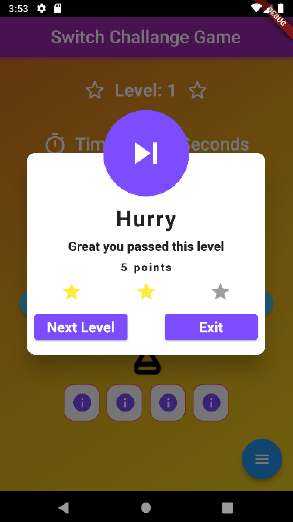 3:53
DEBUG
Switch Challange Game
Level: 1
Tim Seconds
Hurry
Great you passed this level
5 points
Next Level
Exit